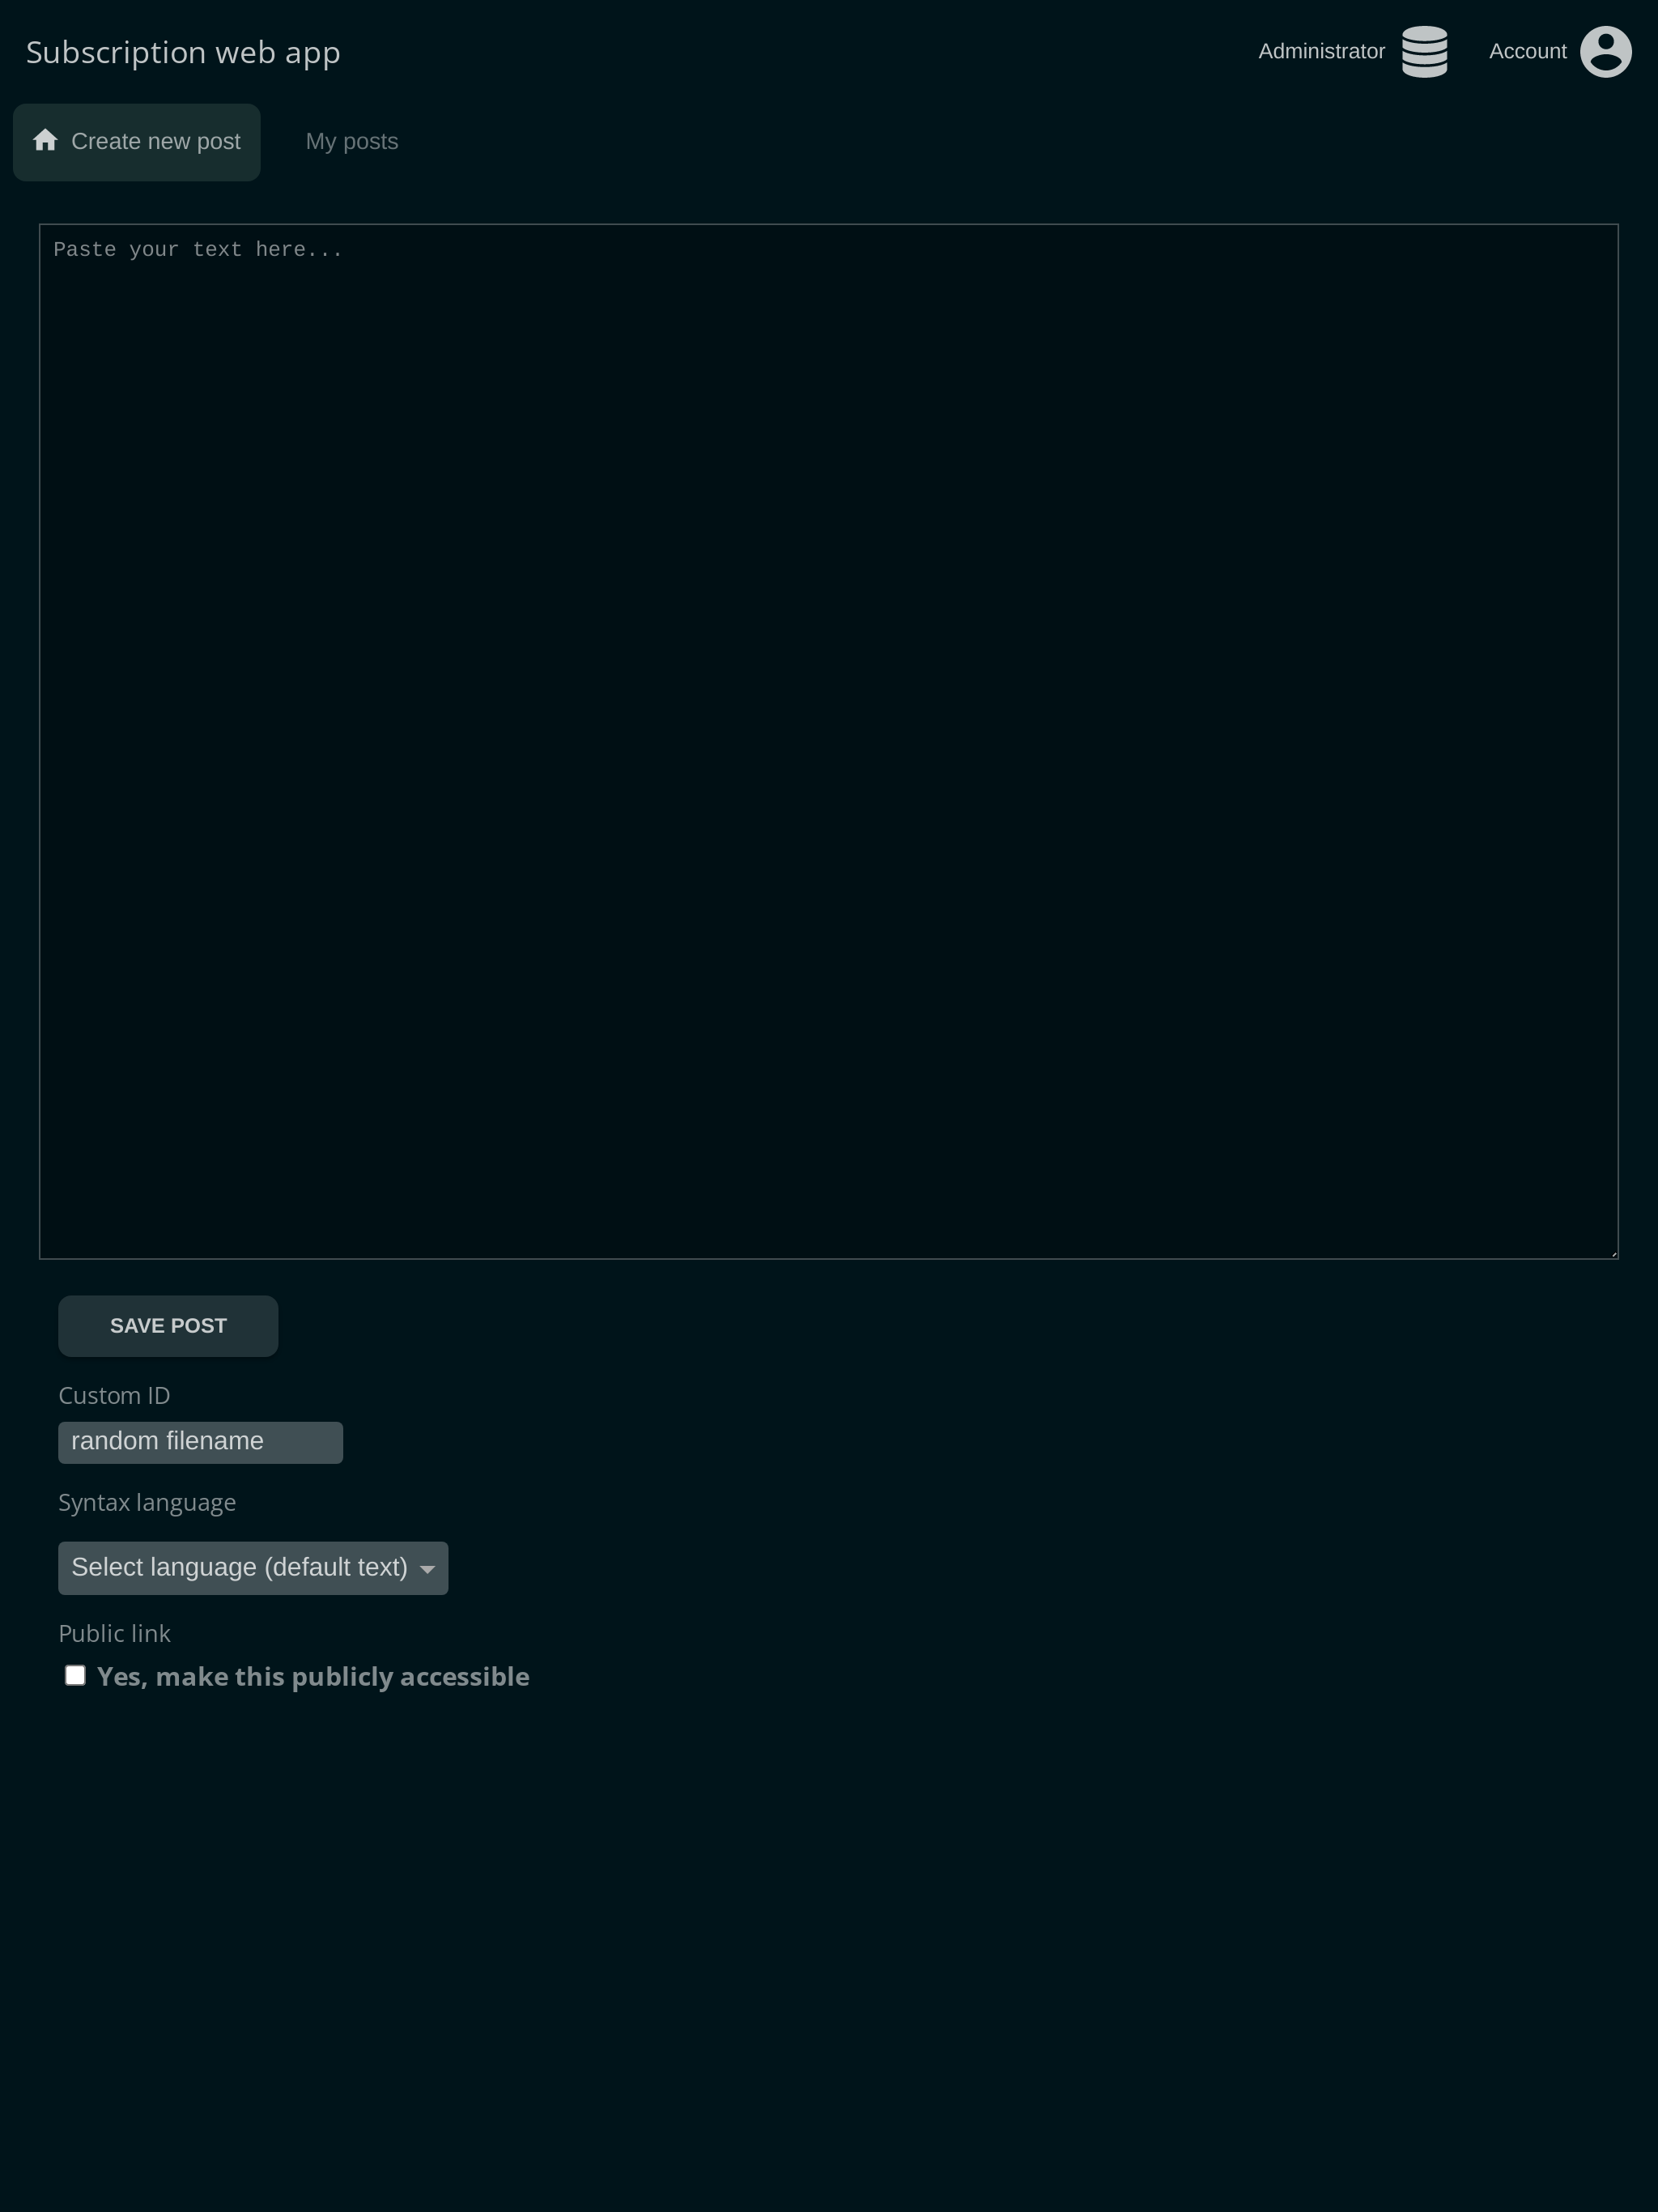 Subscription web app
Administrator
Account
Create new post
My posts
Paste your text here...
SAVE POST
Custom ID
random filename
Syntax language
Select language (default text)
Public link
Yes, make this publicly accessible